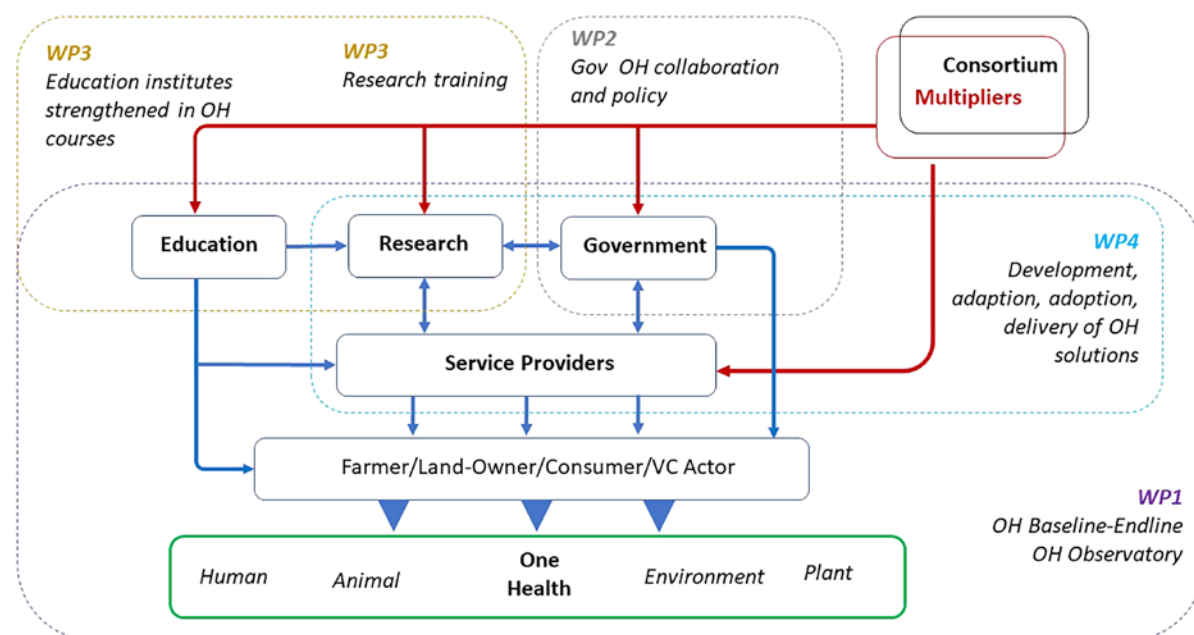 WP3
Education institutes
strengthened in OH
courses
WP3
Research training
WP2
Gov OH collaboration
and policy
Consortium
Multipliers
Education
Research
Government
WP4
Development,
adaption, adoption,
delivery of OH
solutions
Service Providers
Farmer/Land-Owner/Consumer/VC Actor
WP1
OH Baseline-Endline
OH Observatory
Human
Animal
One
Health
Environment
Plant